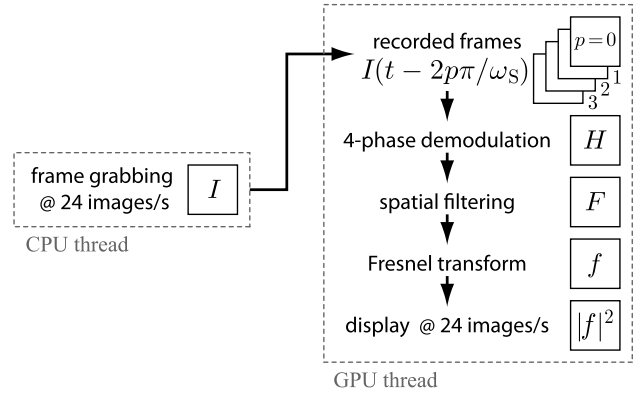 frame grabbing
@ 24 images/s
I
CPU thread
recorded frames
I(t − 2pπ/ω_S)
p = 0
1
2
3
4-phase demodulation
H
spatial filtering
F
Fresnel transform
f
display @ 24 images/s
|f|²
GPU thread